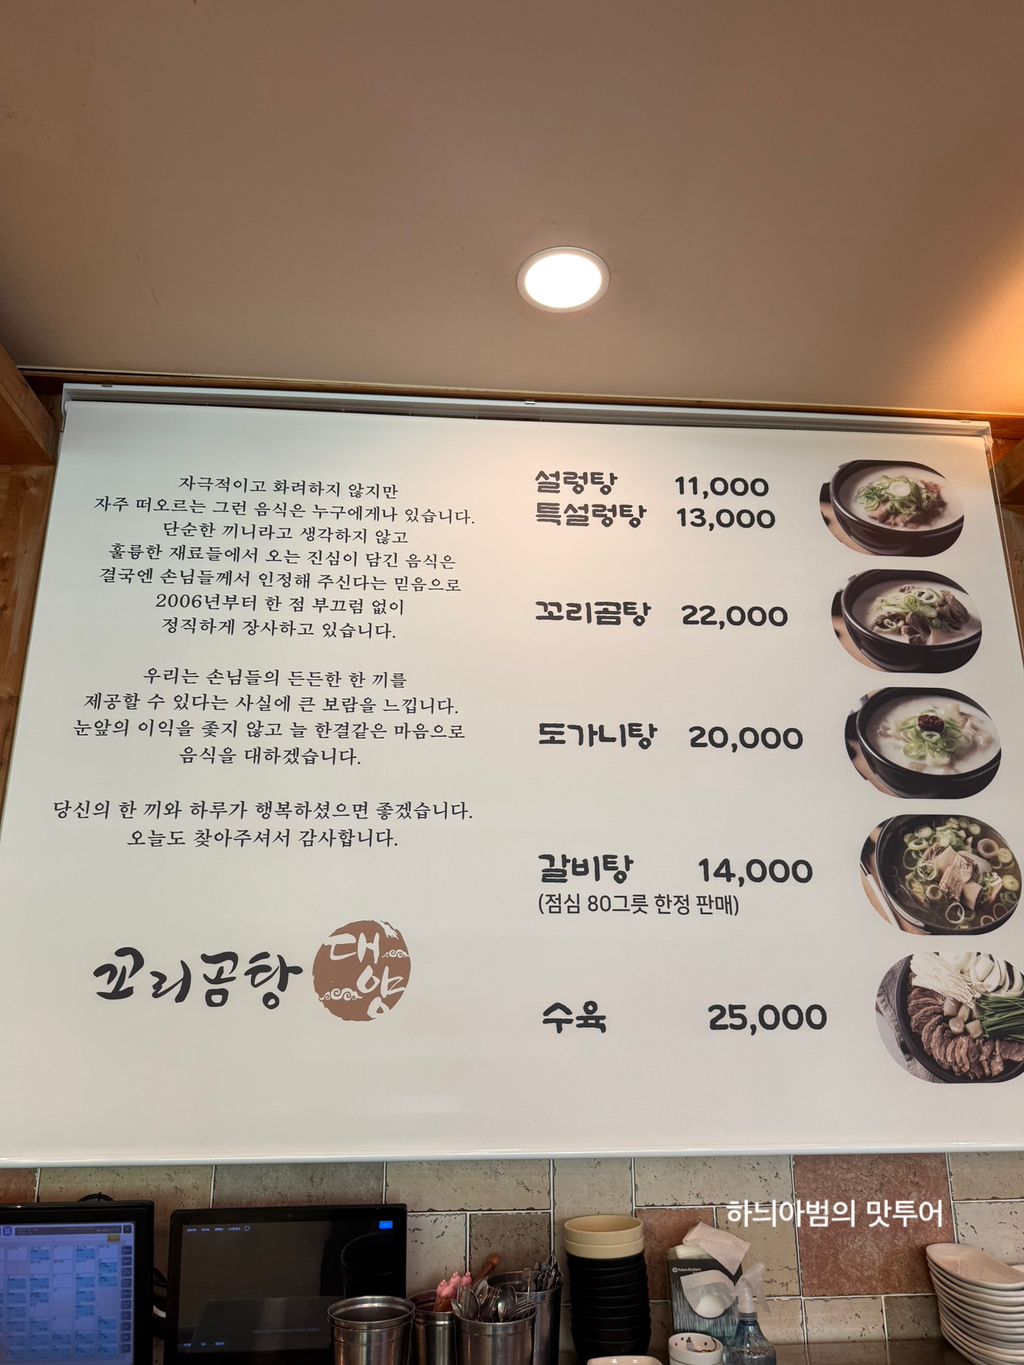 자극적이고 화려하지 않지만
자주 떠오르는 그런 음식은 누구에게나 있습니다.
단순한 끼니라고 생각하지 않고
훌륭한 재료들에서 오는 진심이 담긴 음식은
결국엔 손님들께서 인정해 주신다는 믿음으로
2006년부터 한 점 부끄럼 없이
정직하게 장사하고 있습니다.
우리는 손님들의 든든한 한 끼를
제공할 수 있다는 사실에 큰 보람을 느낍니다.
눈앞의 이익을 좇지 않고 늘 한결같은 마음으로
음식을 대하겠습니다.
당신의 한 끼와 하루가 행복하셨으면 좋겠습니다.
오늘도 찾아주셔서 감사합니다.
꼬리곰탕 대양
설렁탕 11,000
특설렁탕 13,000
꼬리곰탕 22,000
도가니탕 20,000
갈비탕 14,000
(점심 80그릇 한정 판매)
수육 25,000
하늬아범의 맛투어